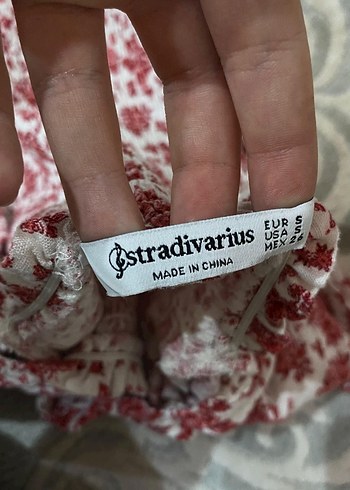 stradivarius
MADE IN CHINA
EUR S
USA S
MEX 26